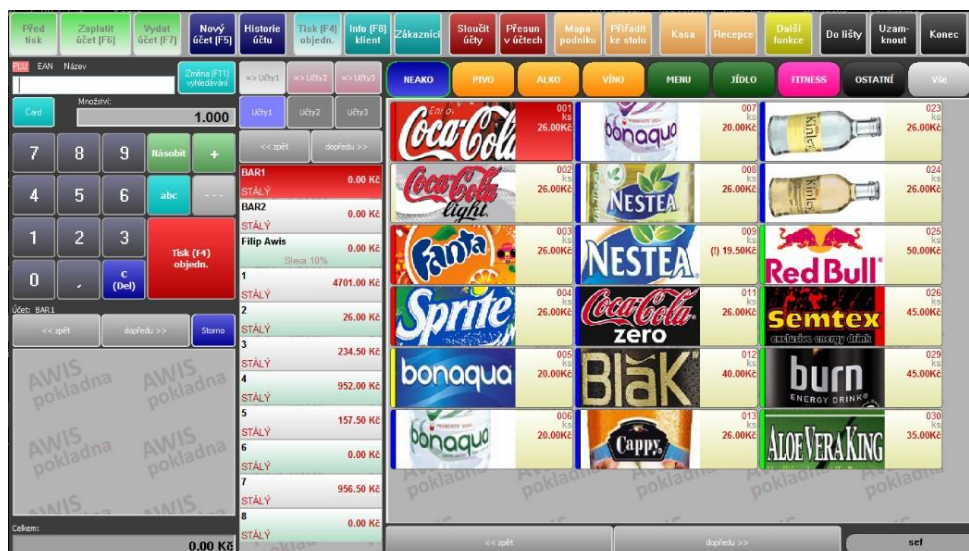 Před tisk
Zaplatit účet [F6]
Vydat účet [F7]
Nový účet [F5]
Historie účtu
Tisk [F4] objedn.
Info [F8] klient
Zákazníci
Sloučit účty
Přesun v účtech
Mapa podniku
Přiřadit ke stolu
Kasa
Recepce
Další funkce
Do lišty
Uzam-knout
Konec
PLU EAN Název
Změna [F11] vyhledávání
=> Účty1
=> Účty2
=> Účty3
NEAKO
PIVO
ALKO
VÍNO
MENU
JÍDLO
FITNESS
OSTATNÍ
Vše
Card
Množství:
1.000
Účty1
Účty2
Účty3
<< zpět
dopředu >>
7 8 9 Násobit +
4 5 6 abc ---
1 2 3
Tisk (F4) objedn.
0 , C (Del)
Účet: BAR1
<< zpět
dopředu >>
Storno
AWIS pokladna
AWIS pokladna
AWIS pokladna
AWIS pokladna
Celkem:
0.00 Kč
BAR1
STÁLÝ
0.00 Kč
BAR2
STÁLÝ
0.00 Kč
Filip Awis
0.00 Kč
Sleva 10%
1
STÁLÝ
4701.00 Kč
2
STÁLÝ
26.00 Kč
3
STÁLÝ
234.50 Kč
4
STÁLÝ
952.00 Kč
5
STÁLÝ
157.50 Kč
6
STÁLÝ
0.00 Kč
7
STÁLÝ
956.50 Kč
8
STÁLÝ
0.00 Kč
Coca-Cola
001
ks
26.00Kč
bonaqua
007
ks
20.00Kč
Kinley
023
ks
26.00Kč
Coca-Cola light
002
ks
26.00Kč
NESTEA
008
ks
26.00Kč
Kinley
024
ks
26.00Kč
Fanta
003
ks
26.00Kč
NESTEA
009
ks
(!) 19.50Kč
Red Bull
025
ks
50.00Kč
Sprite
004
ks
26.00Kč
Coca-Cola zero
011
ks
26.00Kč
Semtex
exclusive energy drink
026
ks
45.00Kč
bonaqua
005
ks
20.00Kč
BlāK
012
ks
40.00Kč
burn
ENERGY DRINK
029
ks
45.00Kč
bonaqua
006
ks
20.00Kč
Cappy
013
ks
26.00Kč
ALOE VERA KING
030
ks
35.00Kč
pokladna
pokladna
pokladna
<< zpět
dopředu >>
sef